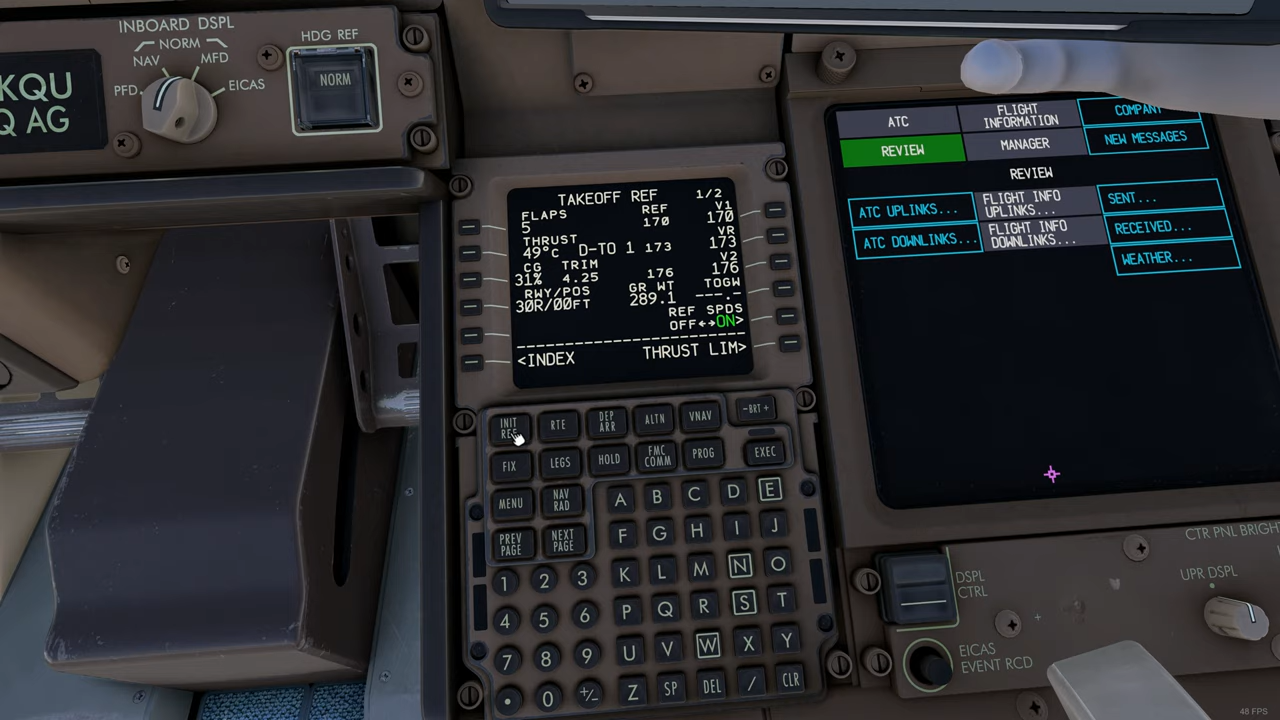 INBOARD DSPL
NORM
NAV
MFD
PFD
EICAS
HDG REF
NORM
KQU
Q AG
TAKEOFF REF 1/2
FLAPS REF V1
5 170 170
THRUST VR
49°C D-TO 1 173 173
CG TRIM V2
31% 4.25 176 176
RWY/POS GR WT TOGW
30R/00FT 289.1 ---.-
REF SPDS
OFF↔ON>
<INDEX THRUST LIM>
INIT REF
RTE
DEP ARR
ALTN
VNAV
-BRT+
FIX
LEGS
HOLD
FMC COMM
PROG
EXEC
MENU
NAV RAD
PREV PAGE
NEXT PAGE
A B C D E
F G H I J
K L M N O
P Q R S T
U V W X Y
Z SP DEL / CLR
1 2 3
4 5 6
7 8 9
. 0 +/-
ATC
FLIGHT INFORMATION
COMPANY
REVIEW
MANAGER
NEW MESSAGES
REVIEW
ATC UPLINKS...
FLIGHT INFO UPLINKS...
SENT...
ATC DOWNLINKS...
FLIGHT INFO DOWNLINKS...
RECEIVED...
WEATHER...
CTR PNL BRIGH
DSPL CTRL
UPR DSPL
EICAS EVENT RCD
48 FPS